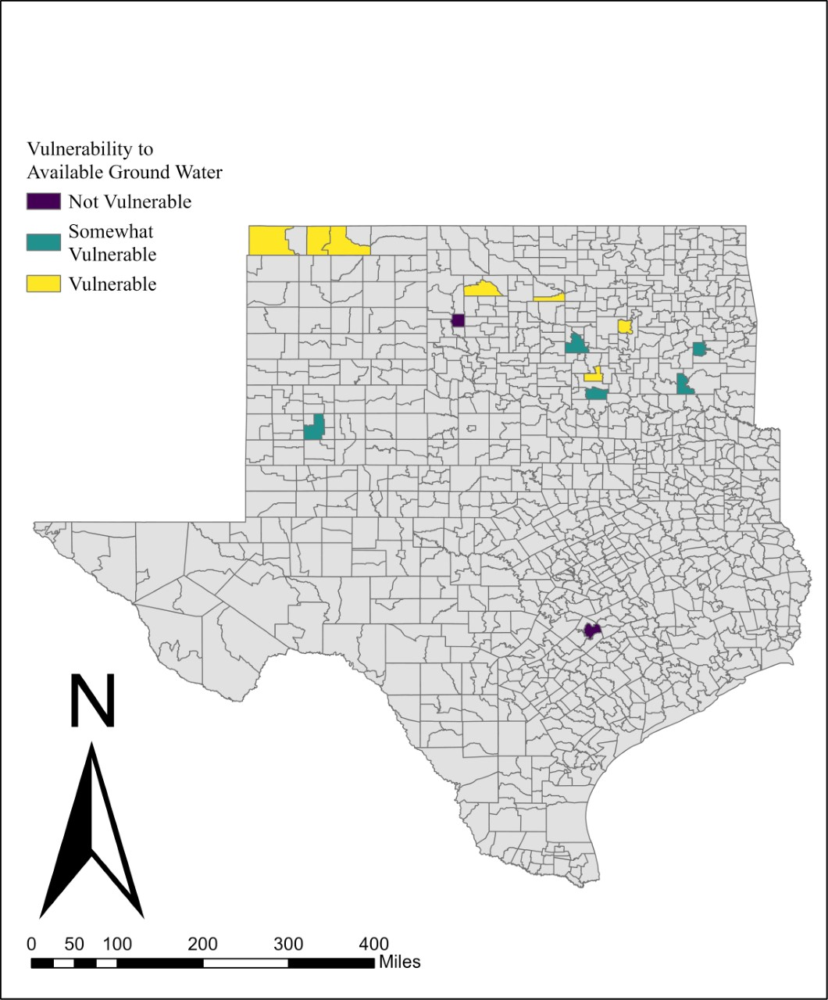 Vulnerability to
Available Ground Water
Not Vulnerable
Somewhat
Vulnerable
Vulnerable
N
0 50 100 200 300 400
Miles